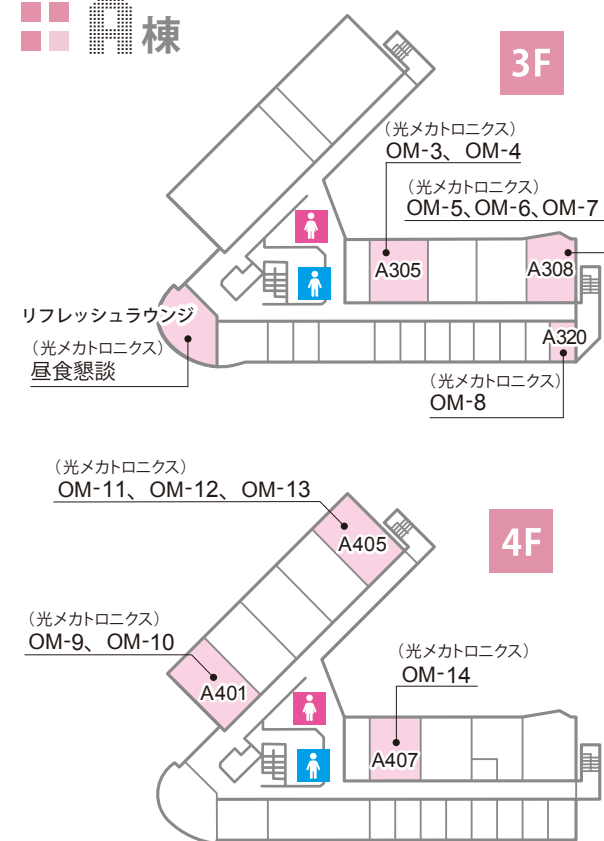 A棟
3F
（光メカトロニクス）
OM-3、OM-4
（光メカトロニクス）
OM-5、OM-6、OM-7
A305
A308
リフレッシュラウンジ
（光メカトロニクス）
昼食懇談
A320
（光メカトロニクス）
OM-8
（光メカトロニクス）
OM-11、OM-12、OM-13
4F
A405
（光メカトロニクス）
OM-9、OM-10
A401
（光メカトロニクス）
OM-14
A407